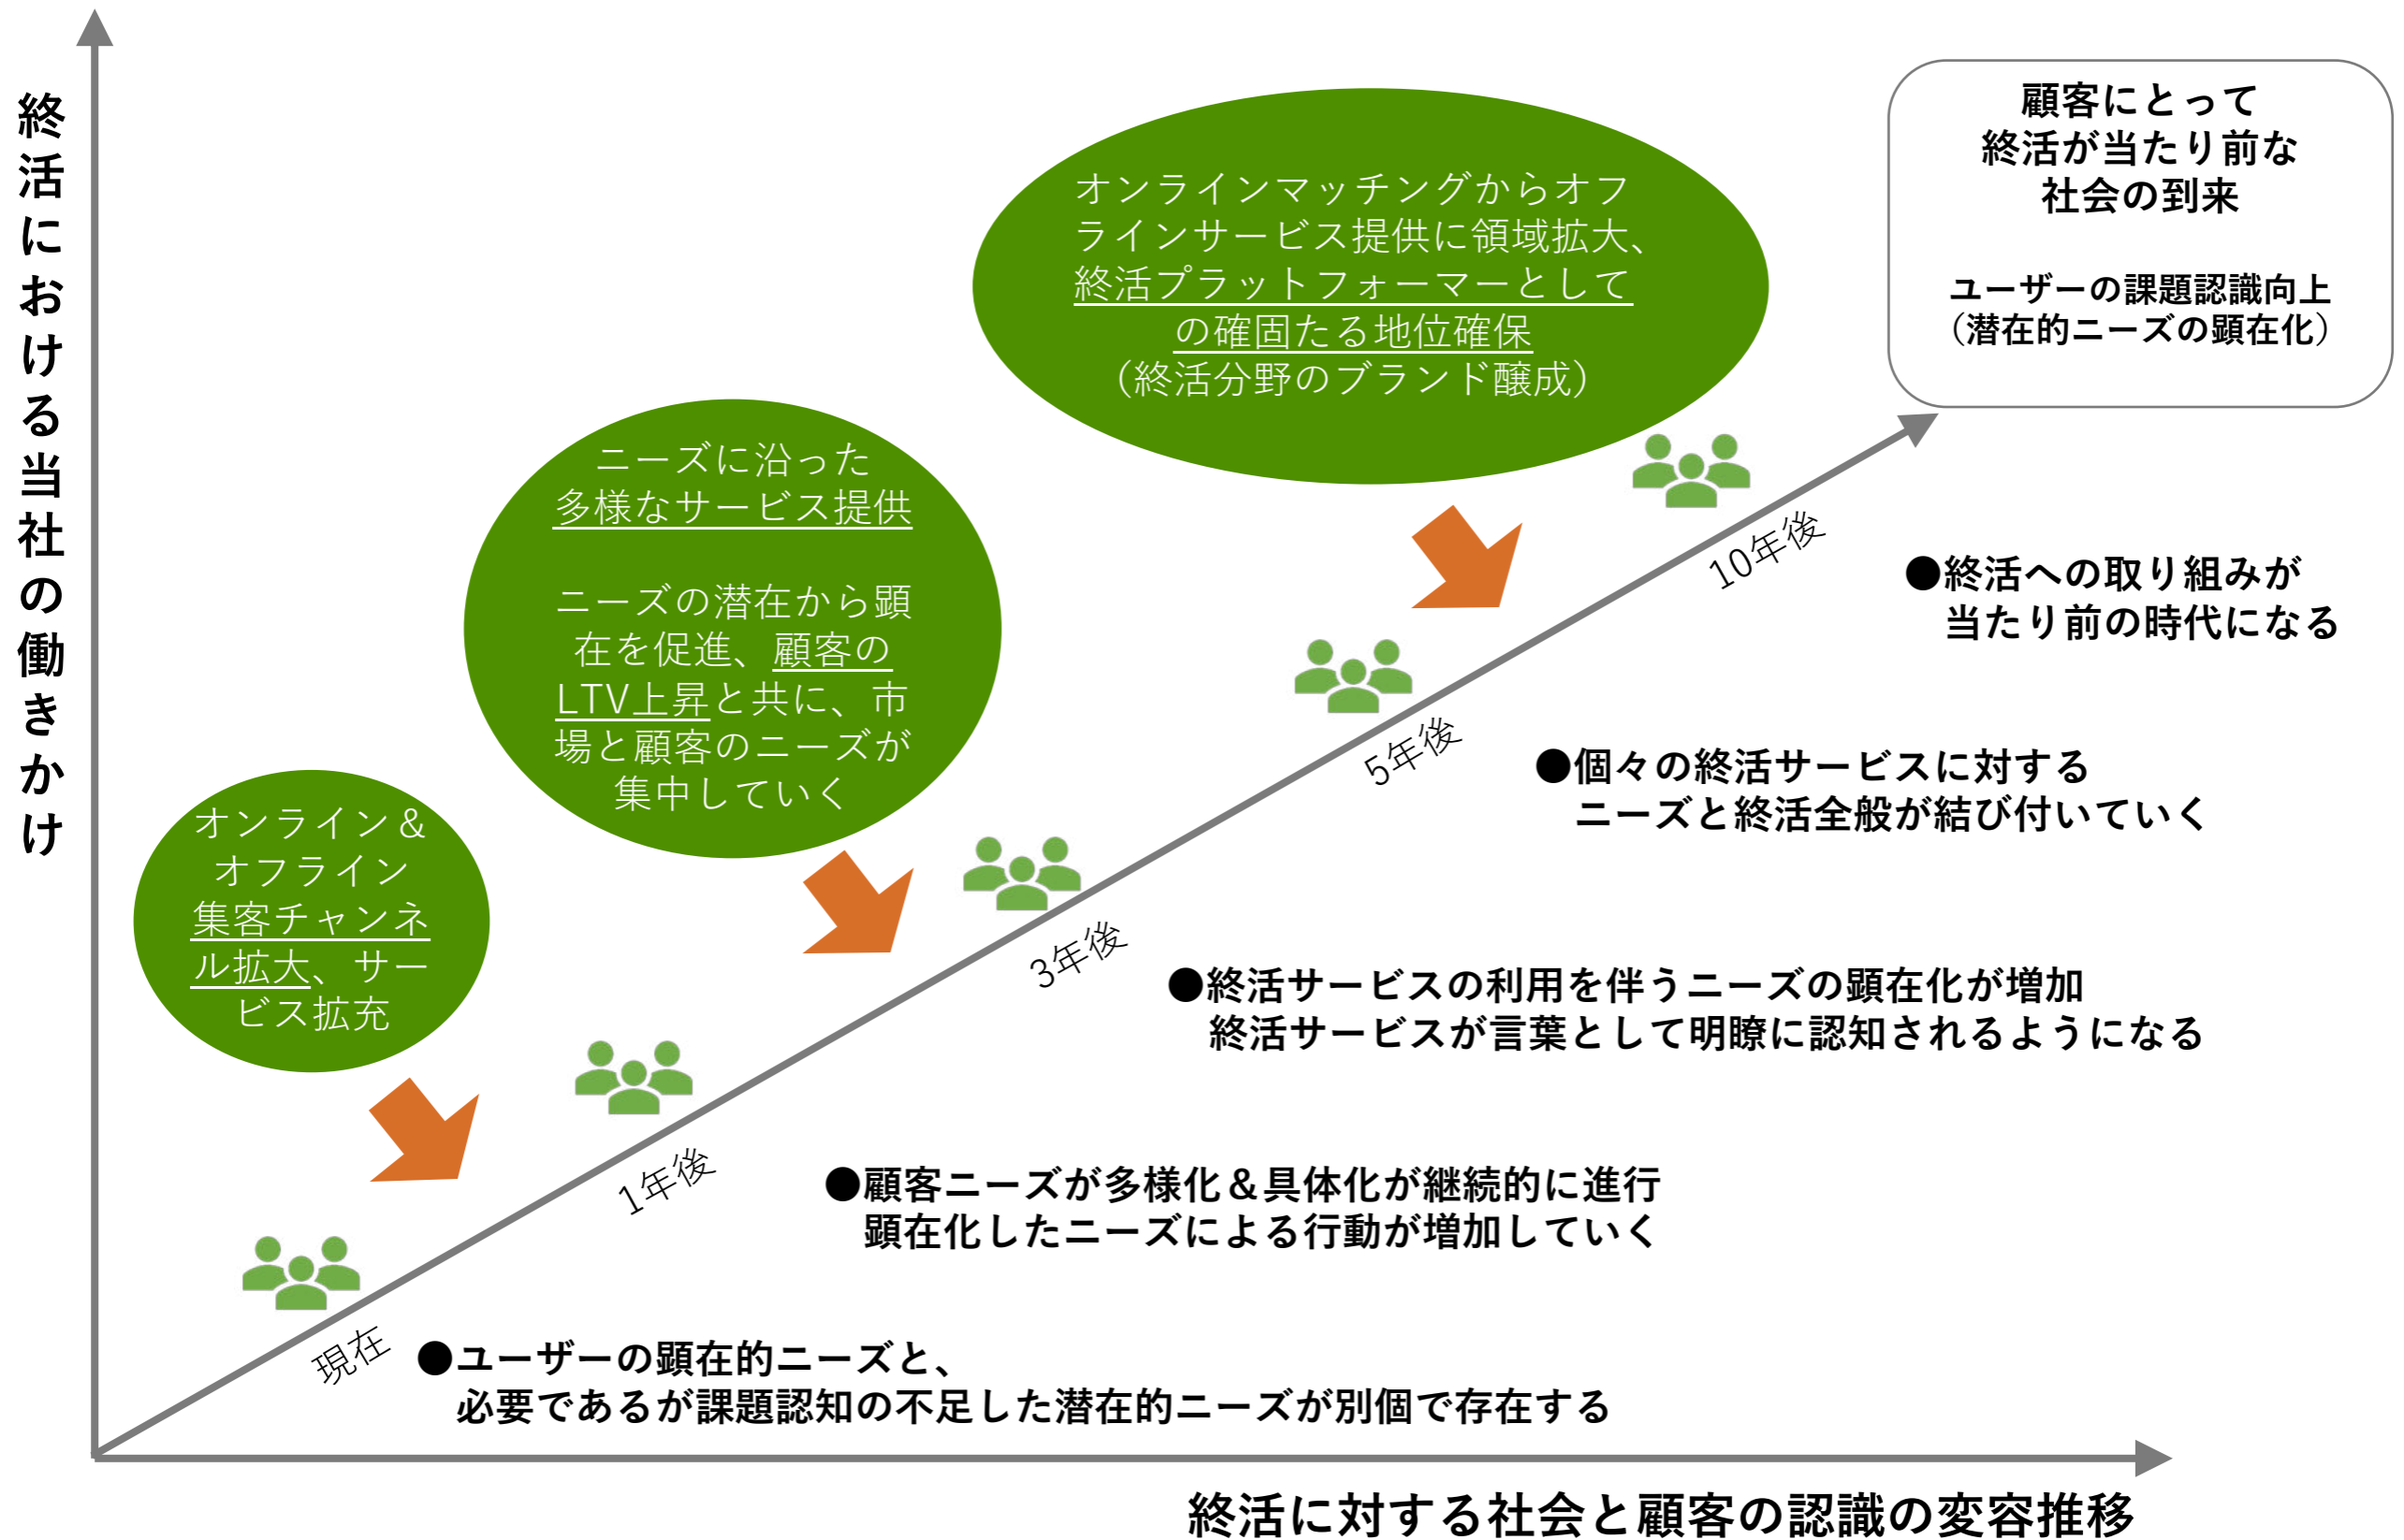 終活における当社の働きかけ
顧客にとって
終活が当たり前な
社会の到来
ユーザーの課題認識向上
（潜在的ニーズの顕在化）
オンラインマッチングからオフ
ラインサービス提供に領域拡大、
終活プラットフォーマーとして
の確固たる地位確保
（終活分野のブランド醸成）
ニーズに沿った
多様なサービス提供
ニーズの潜在から顕
在を促進、顧客の
LTV上昇と共に、市
場と顧客のニーズが
集中していく
オンライン＆
オフライン
集客チャンネ
ル拡大、サー
ビス拡充
10年後
●終活への取り組みが
当たり前の時代になる
5年後
●個々の終活サービスに対する
ニーズと終活全般が結び付いていく
3年後
●終活サービスの利用を伴うニーズの顕在化が増加
終活サービスが言葉として明瞭に認知されるようになる
1年後
●顧客ニーズが多様化＆具体化が継続的に進行
顕在化したニーズによる行動が増加していく
現在
●ユーザーの顕在的ニーズと、
必要であるが課題認知の不足した潜在的ニーズが別個で存在する
終活に対する社会と顧客の認識の変容推移